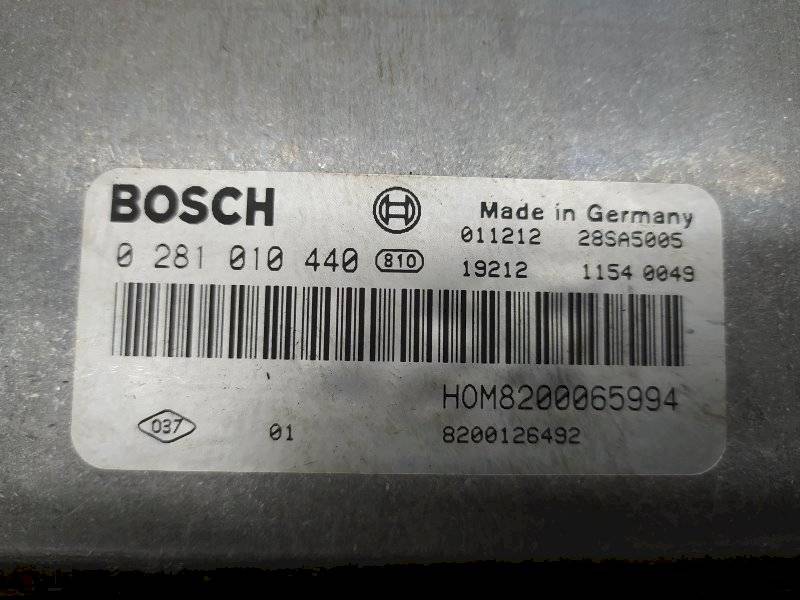 BOSCH
Made in Germany
011212 28SA5005
0 281 010 440 810
19212 1154 0049
HOM8200065994
037 01 8200126492